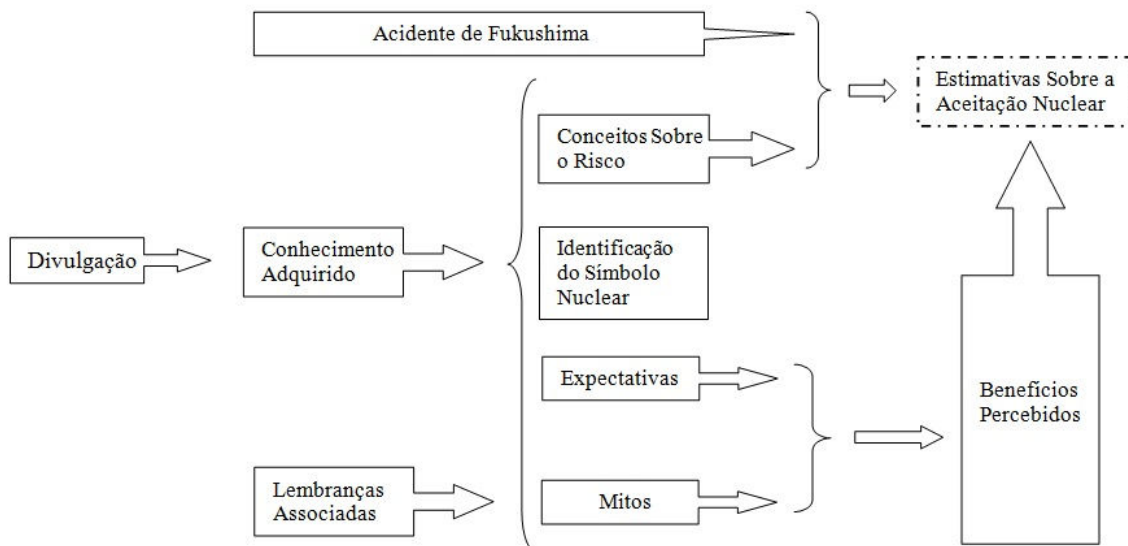 Acidente de Fukushima
Estimativas Sobre a
Aceitação Nuclear
Conceitos Sobre
o Risco
Divulgação
Conhecimento
Adquirido
Identificação
do Símbolo
Nuclear
Expectativas
Benefícios
Percebidos
Lembranças
Associadas
Mitos